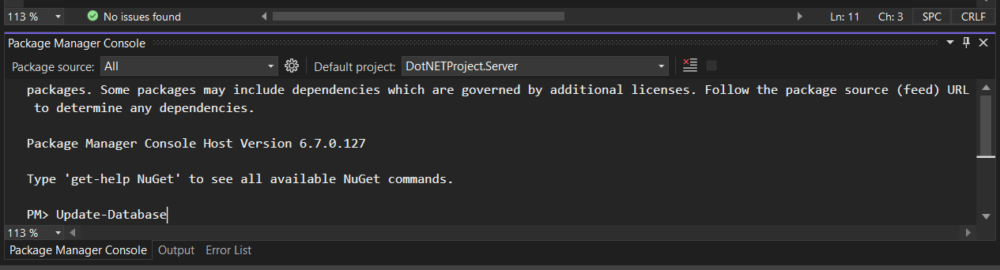 113 % No issues found Ln: 11 Ch: 3 SPC CRLF
Package Manager Console
Package source: All Default project: DotNETProject.Server
packages. Some packages may include dependencies which are governed by additional licenses. Follow the package source (feed) URL
to determine any dependencies.
Package Manager Console Host Version 6.7.0.127
Type 'get-help NuGet' to see all available NuGet commands.
PM> Update-Database
113 %
Package Manager Console Output Error List